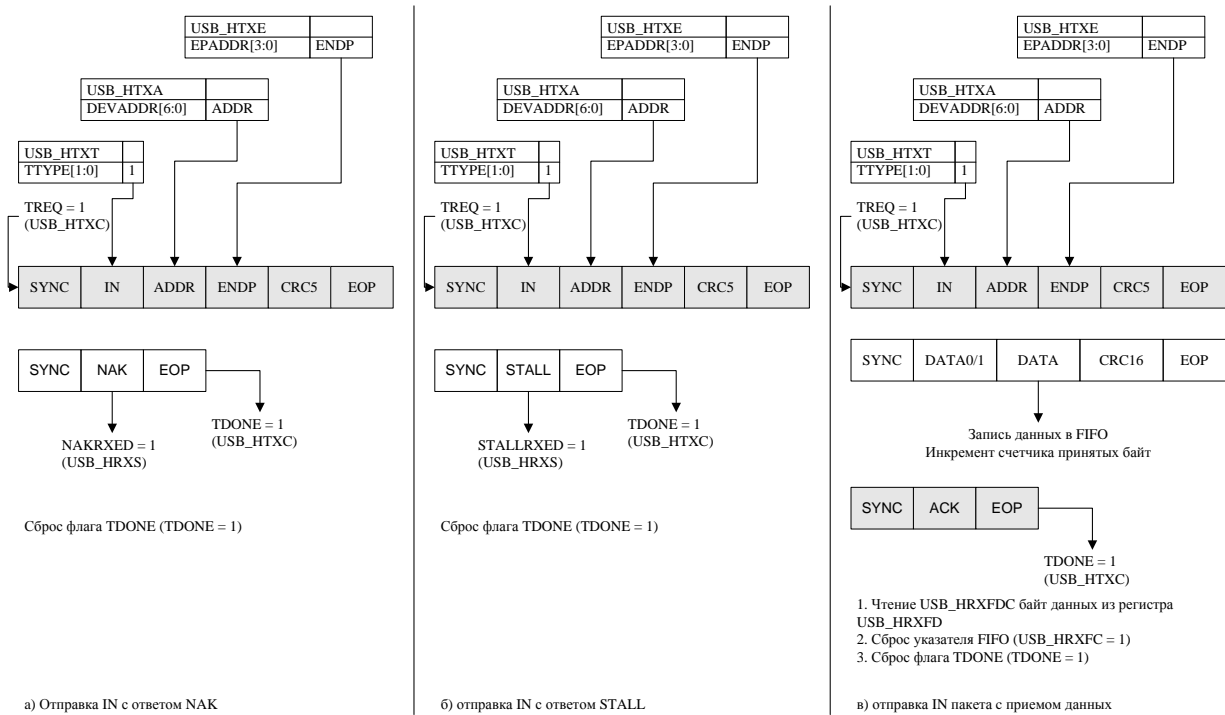 USB_HTXE
EPADDR[3:0] ENDP
USB_HTXA
DEVADDR[6:0] ADDR
USB_HTXT
TTYPE[1:0] 1
TREQ = 1
(USB_HTXC)
SYNC IN ADDR ENDP CRC5 EOP
SYNC NAK EOP
TDONE = 1
(USB_HTXC)
NAKRXED = 1
(USB_HRXS)
Сброс флага TDONE (TDONE = 1)
а) Отправка IN с ответом NAK
USB_HTXE
EPADDR[3:0] ENDP
USB_HTXA
DEVADDR[6:0] ADDR
USB_HTXT
TTYPE[1:0] 1
TREQ = 1
(USB_HTXC)
SYNC IN ADDR ENDP CRC5 EOP
SYNC STALL EOP
TDONE = 1
(USB_HTXC)
STALLRXED = 1
(USB_HRXS)
Сброс флага TDONE (TDONE = 1)
б) отправка IN с ответом STALL
USB_HTXE
EPADDR[3:0] ENDP
USB_HTXA
DEVADDR[6:0] ADDR
USB_HTXT
TTYPE[1:0] 1
TREQ = 1
(USB_HTXC)
SYNC IN ADDR ENDP CRC5 EOP
SYNC DATA0/1 DATA CRC16 EOP
Запись данных в FIFO
Инкремент счетчика принятых байт
SYNC ACK EOP
TDONE = 1
(USB_HTXC)
1. Чтение USB_HRXFDC байт данных из регистра
USB_HRXFD
2. Сброс указателя FIFO (USB_HRXFC = 1)
3. Сброс флага TDONE (TDONE = 1)
в) отправка IN пакета с приемом данных